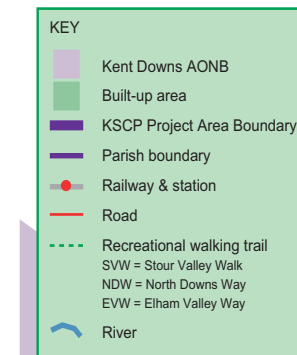 KEY
Kent Downs AONB
Built-up area
KSCP Project Area Boundary
Parish boundary
Railway & station
Road
Recreational walking trail
SVW = Stour Valley Walk
NDW = North Downs Way
EVW = Elham Valley Way
River